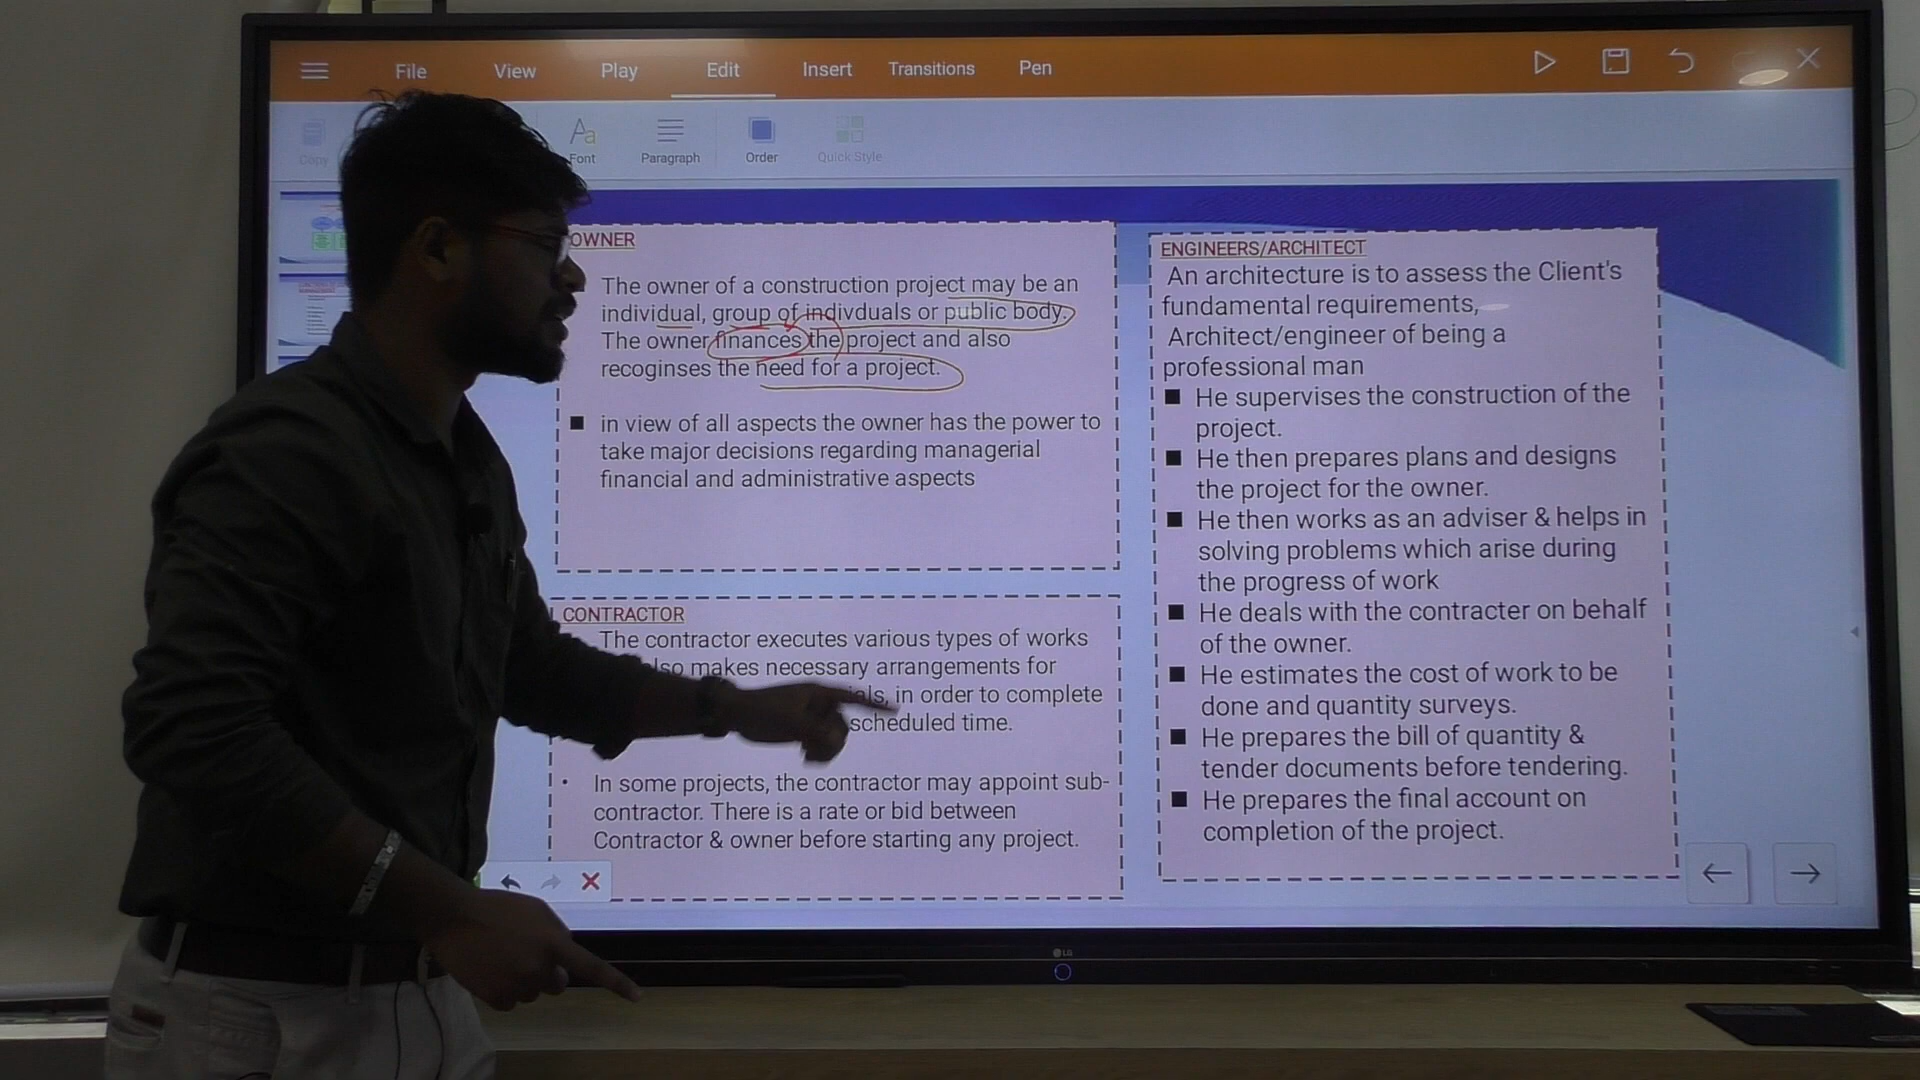 File View Play Edit Insert Transitions Pen
Copy Font Paragraph Order Quick Style
OWNER
The owner of a construction project may be an
individual, group of indivduals or public body.
The owner finances the project and also
recoginses the need for a project.
■ in view of all aspects the owner has the power to
take major decisions regarding managerial
financial and administrative aspects
CONTRACTOR
The contractor executes various types of works
makes necessary arrangements for
in order to complete
scheduled time.
• In some projects, the contractor may appoint sub-
contractor. There is a rate or bid between
Contractor & owner before starting any project.
ENGINEERS/ARCHITECT
An architecture is to assess the Client's
fundamental requirements,
Architect/engineer of being a
professional man
■ He supervises the construction of the
project.
■ He then prepares plans and designs
the project for the owner.
■ He then works as an adviser & helps in
solving problems which arise during
the progress of work
■ He deals with the contracter on behalf
of the owner.
■ He estimates the cost of work to be
done and quantity surveys.
■ He prepares the bill of quantity &
tender documents before tendering.
■ He prepares the final account on
completion of the project.
LG